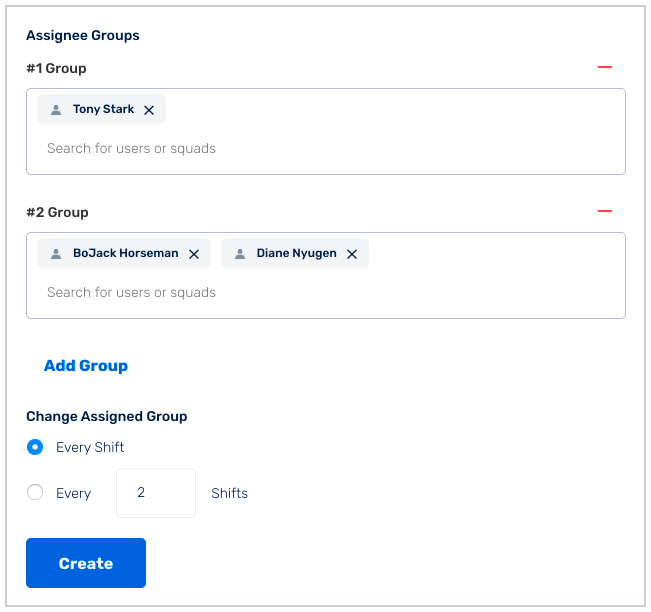 Assignee Groups
#1 Group
Tony Stark
Search for users or squads
#2 Group
BoJack Horseman Diane Nyugen
Search for users or squads
Add Group
Change Assigned Group
Every Shift
Every 2 Shifts
Create